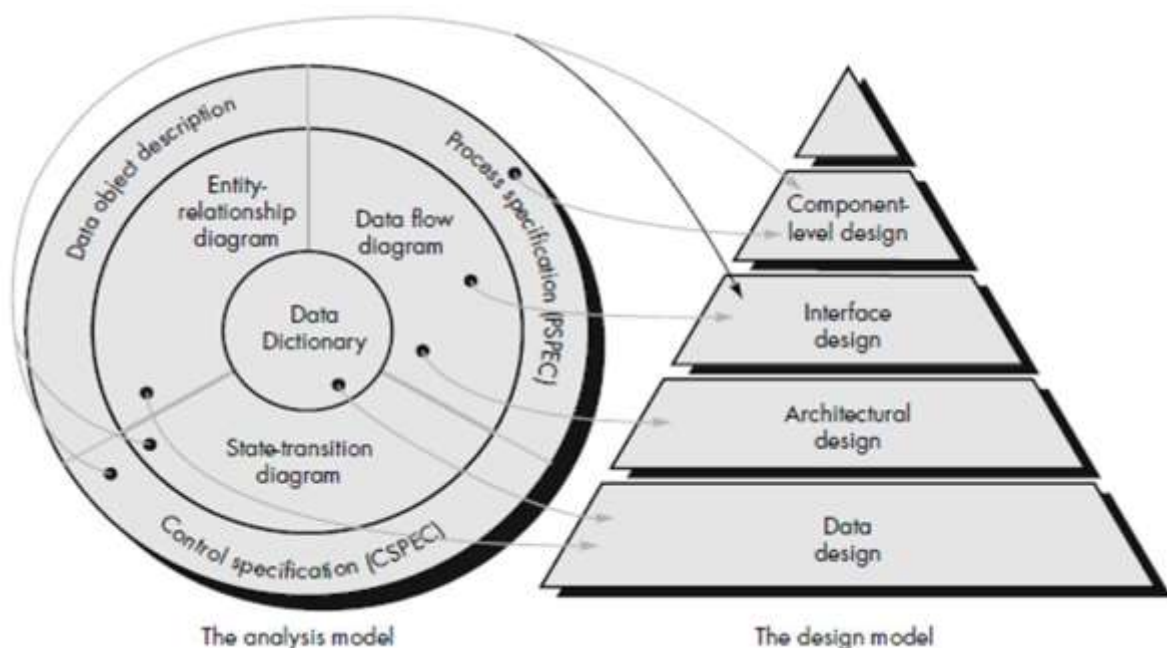 Data object description
Entity-
relationship
diagram
Data flow
diagram
Process specification (PSPEC)
Data
Dictionary
State-transition
diagram
Control specification (CSPEC)
The analysis model
Component-
level design
Interface
design
Architectural
design
Data
design
The design model